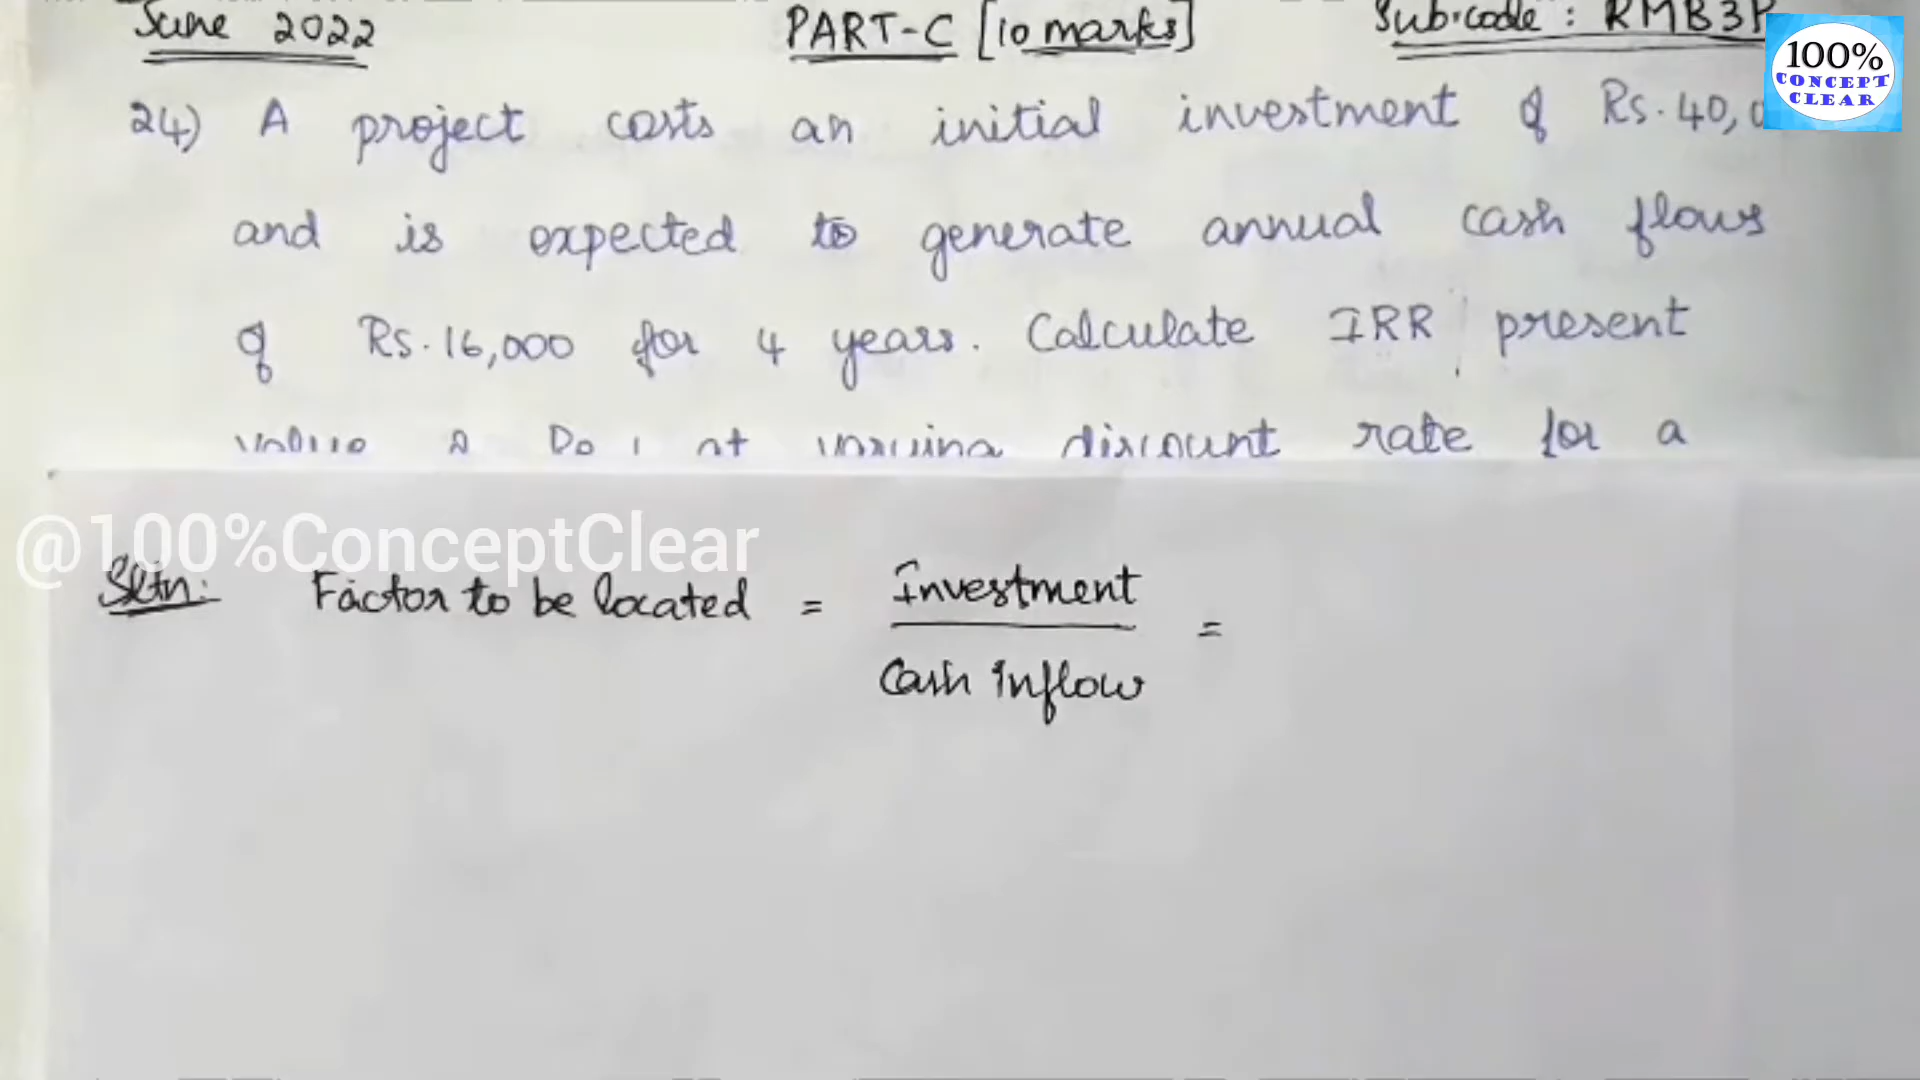 June 2022 PART-C [10 marks] Sub.code: RMB3
100%
CONCEPT
CLEAR
24) A project costs an initial investment of Rs. 40,
and is expected to generate annual cash flows
of Rs. 16,000 for 4 years. Calculate IRR present
discount rate for a
@100%ConceptClear
Soltn: Factor to be located = Investment / Cash inflow =